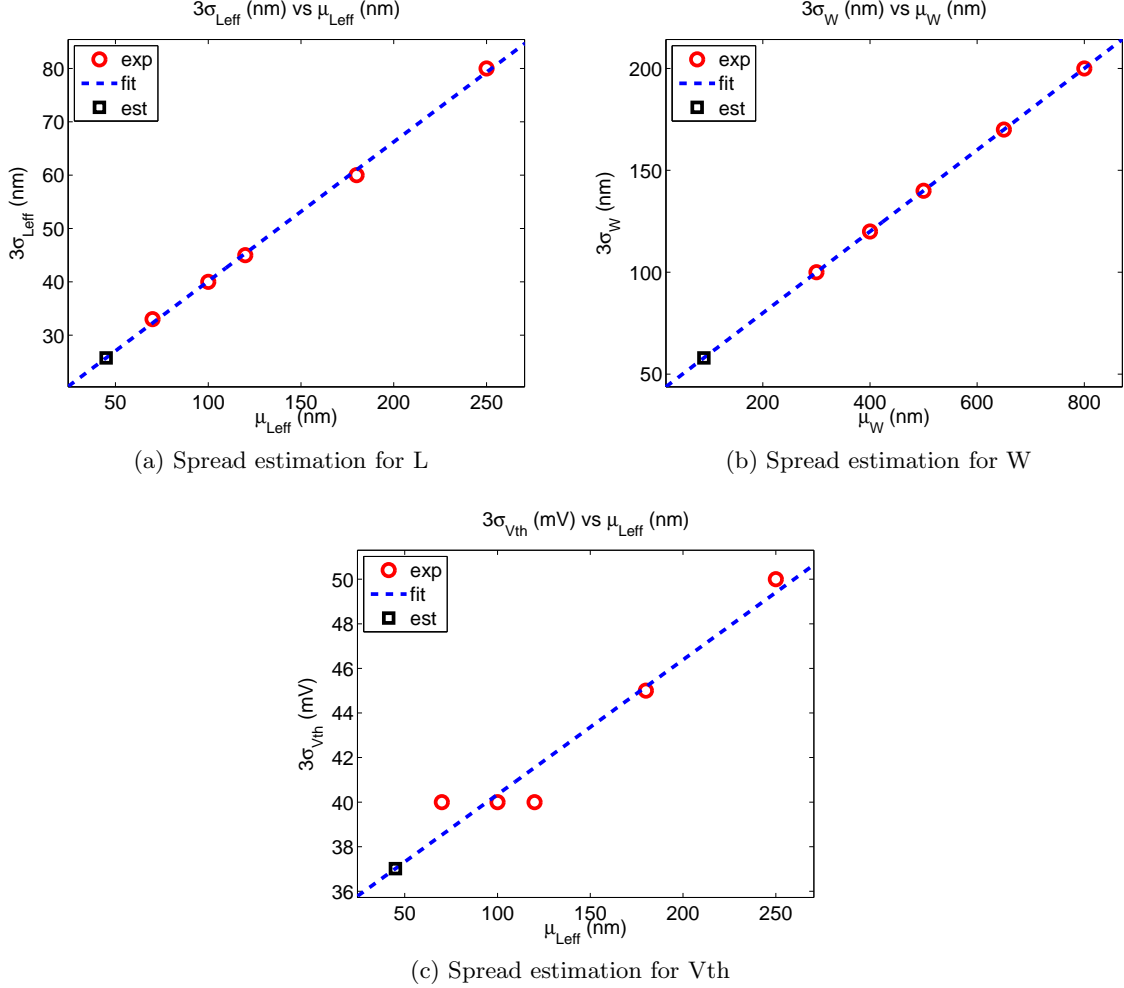 3σLeff (nm) vs μLeff (nm)
80
70
60
50
40
30
3σLeff (nm)
exp
fit
est
50
100
150
200
250
μLeff (nm)
(a) Spread estimation for L
3σW (nm) vs μW (nm)
200
150
100
50
3σW (nm)
exp
fit
est
200
400
600
800
μW (nm)
(b) Spread estimation for W
3σVth (mV) vs μLeff (nm)
50
48
46
44
42
40
38
36
3σVth (mV)
exp
fit
est
50
100
150
200
250
μLeff (nm)
(c) Spread estimation for Vth